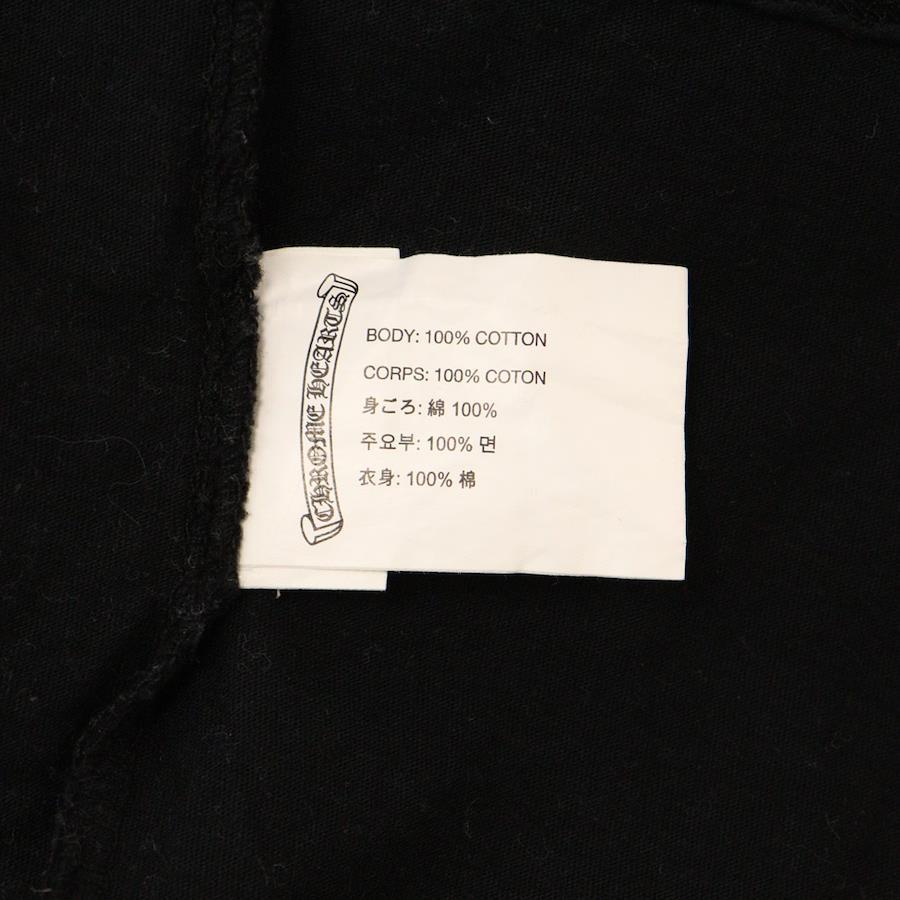 CHROME HEARTS
BODY: 100% COTTON
CORPS: 100% COTON
身ごろ: 綿 100%
주요부: 100% 면
衣身: 100% 棉